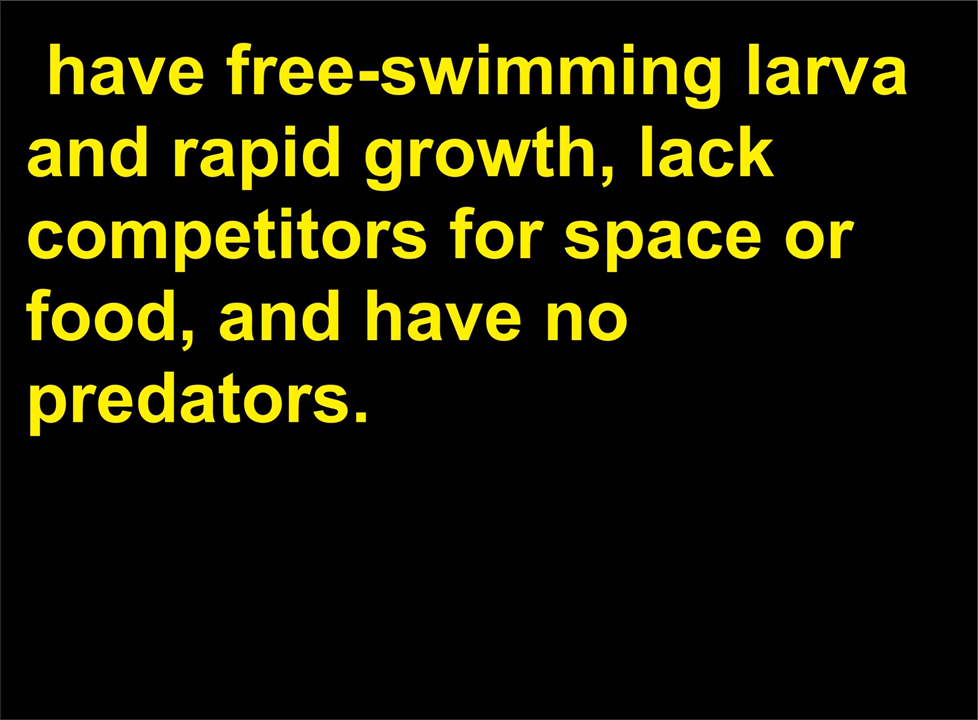 have free-swimming larva
and rapid growth, lack
competitors for space or
food, and have no
predators.